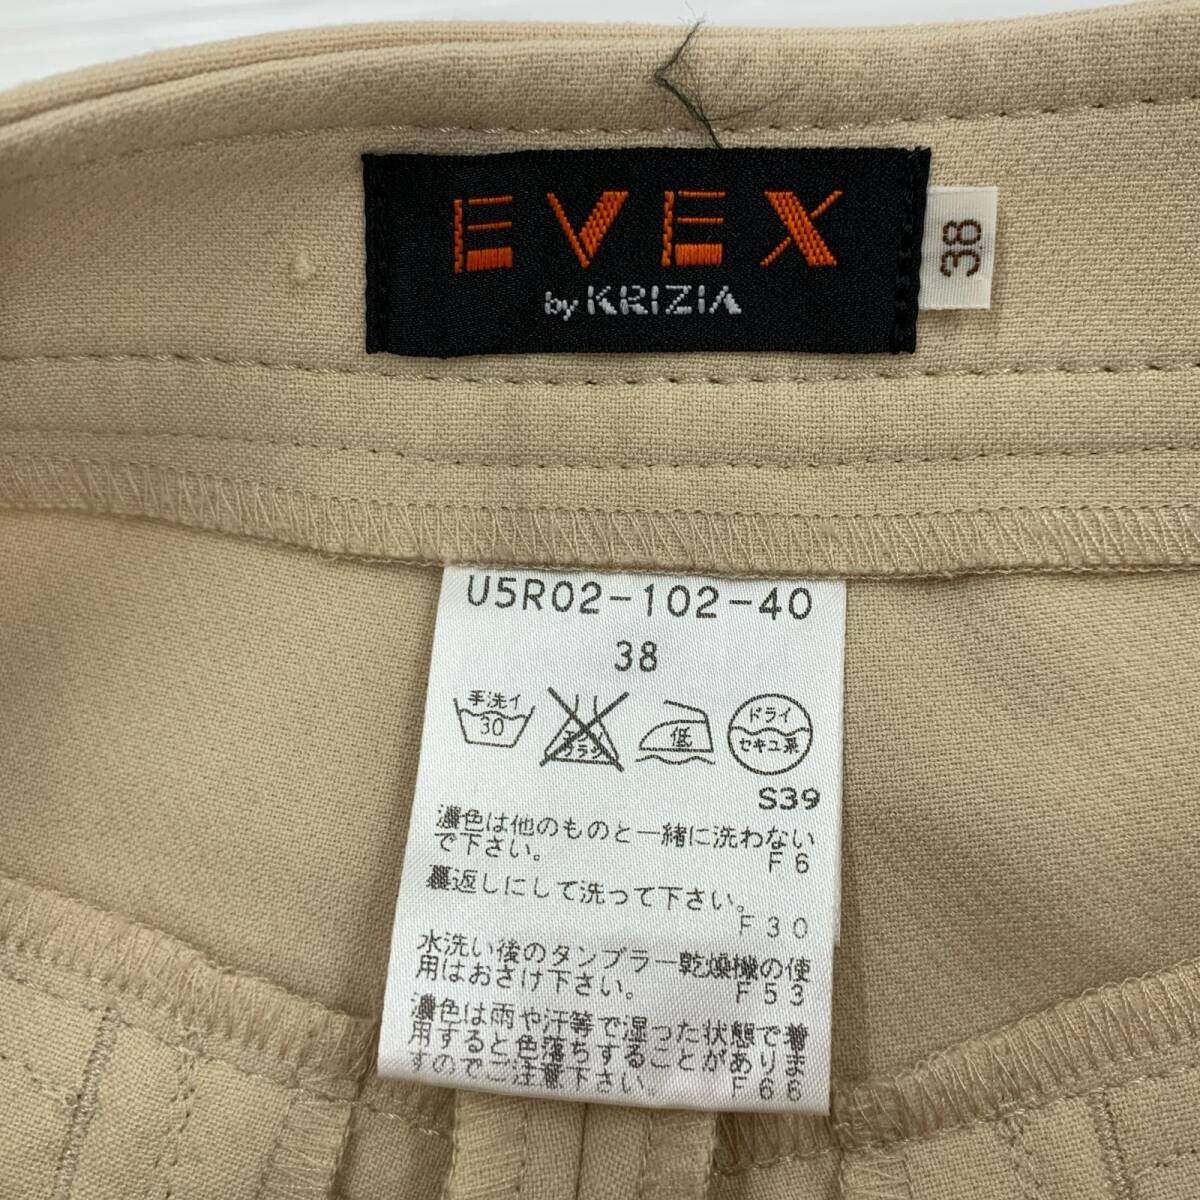 EVEX
by KRIZIA
38
U5R02-102-40
38
手洗イ
30
エンソ
サラシ
低
ドライ
セキユ系
S39
濃色は他のものと一緒に洗わない
で下さい。 F6
裏返しにして洗って下さい。
F30
水洗い後のタンブラー乾燥機の使
用はおさけ下さい。 F53
濃色は雨や汗等で湿った状態で着
用すると色落ちすることがありま
すのでご注意下さい。 F66